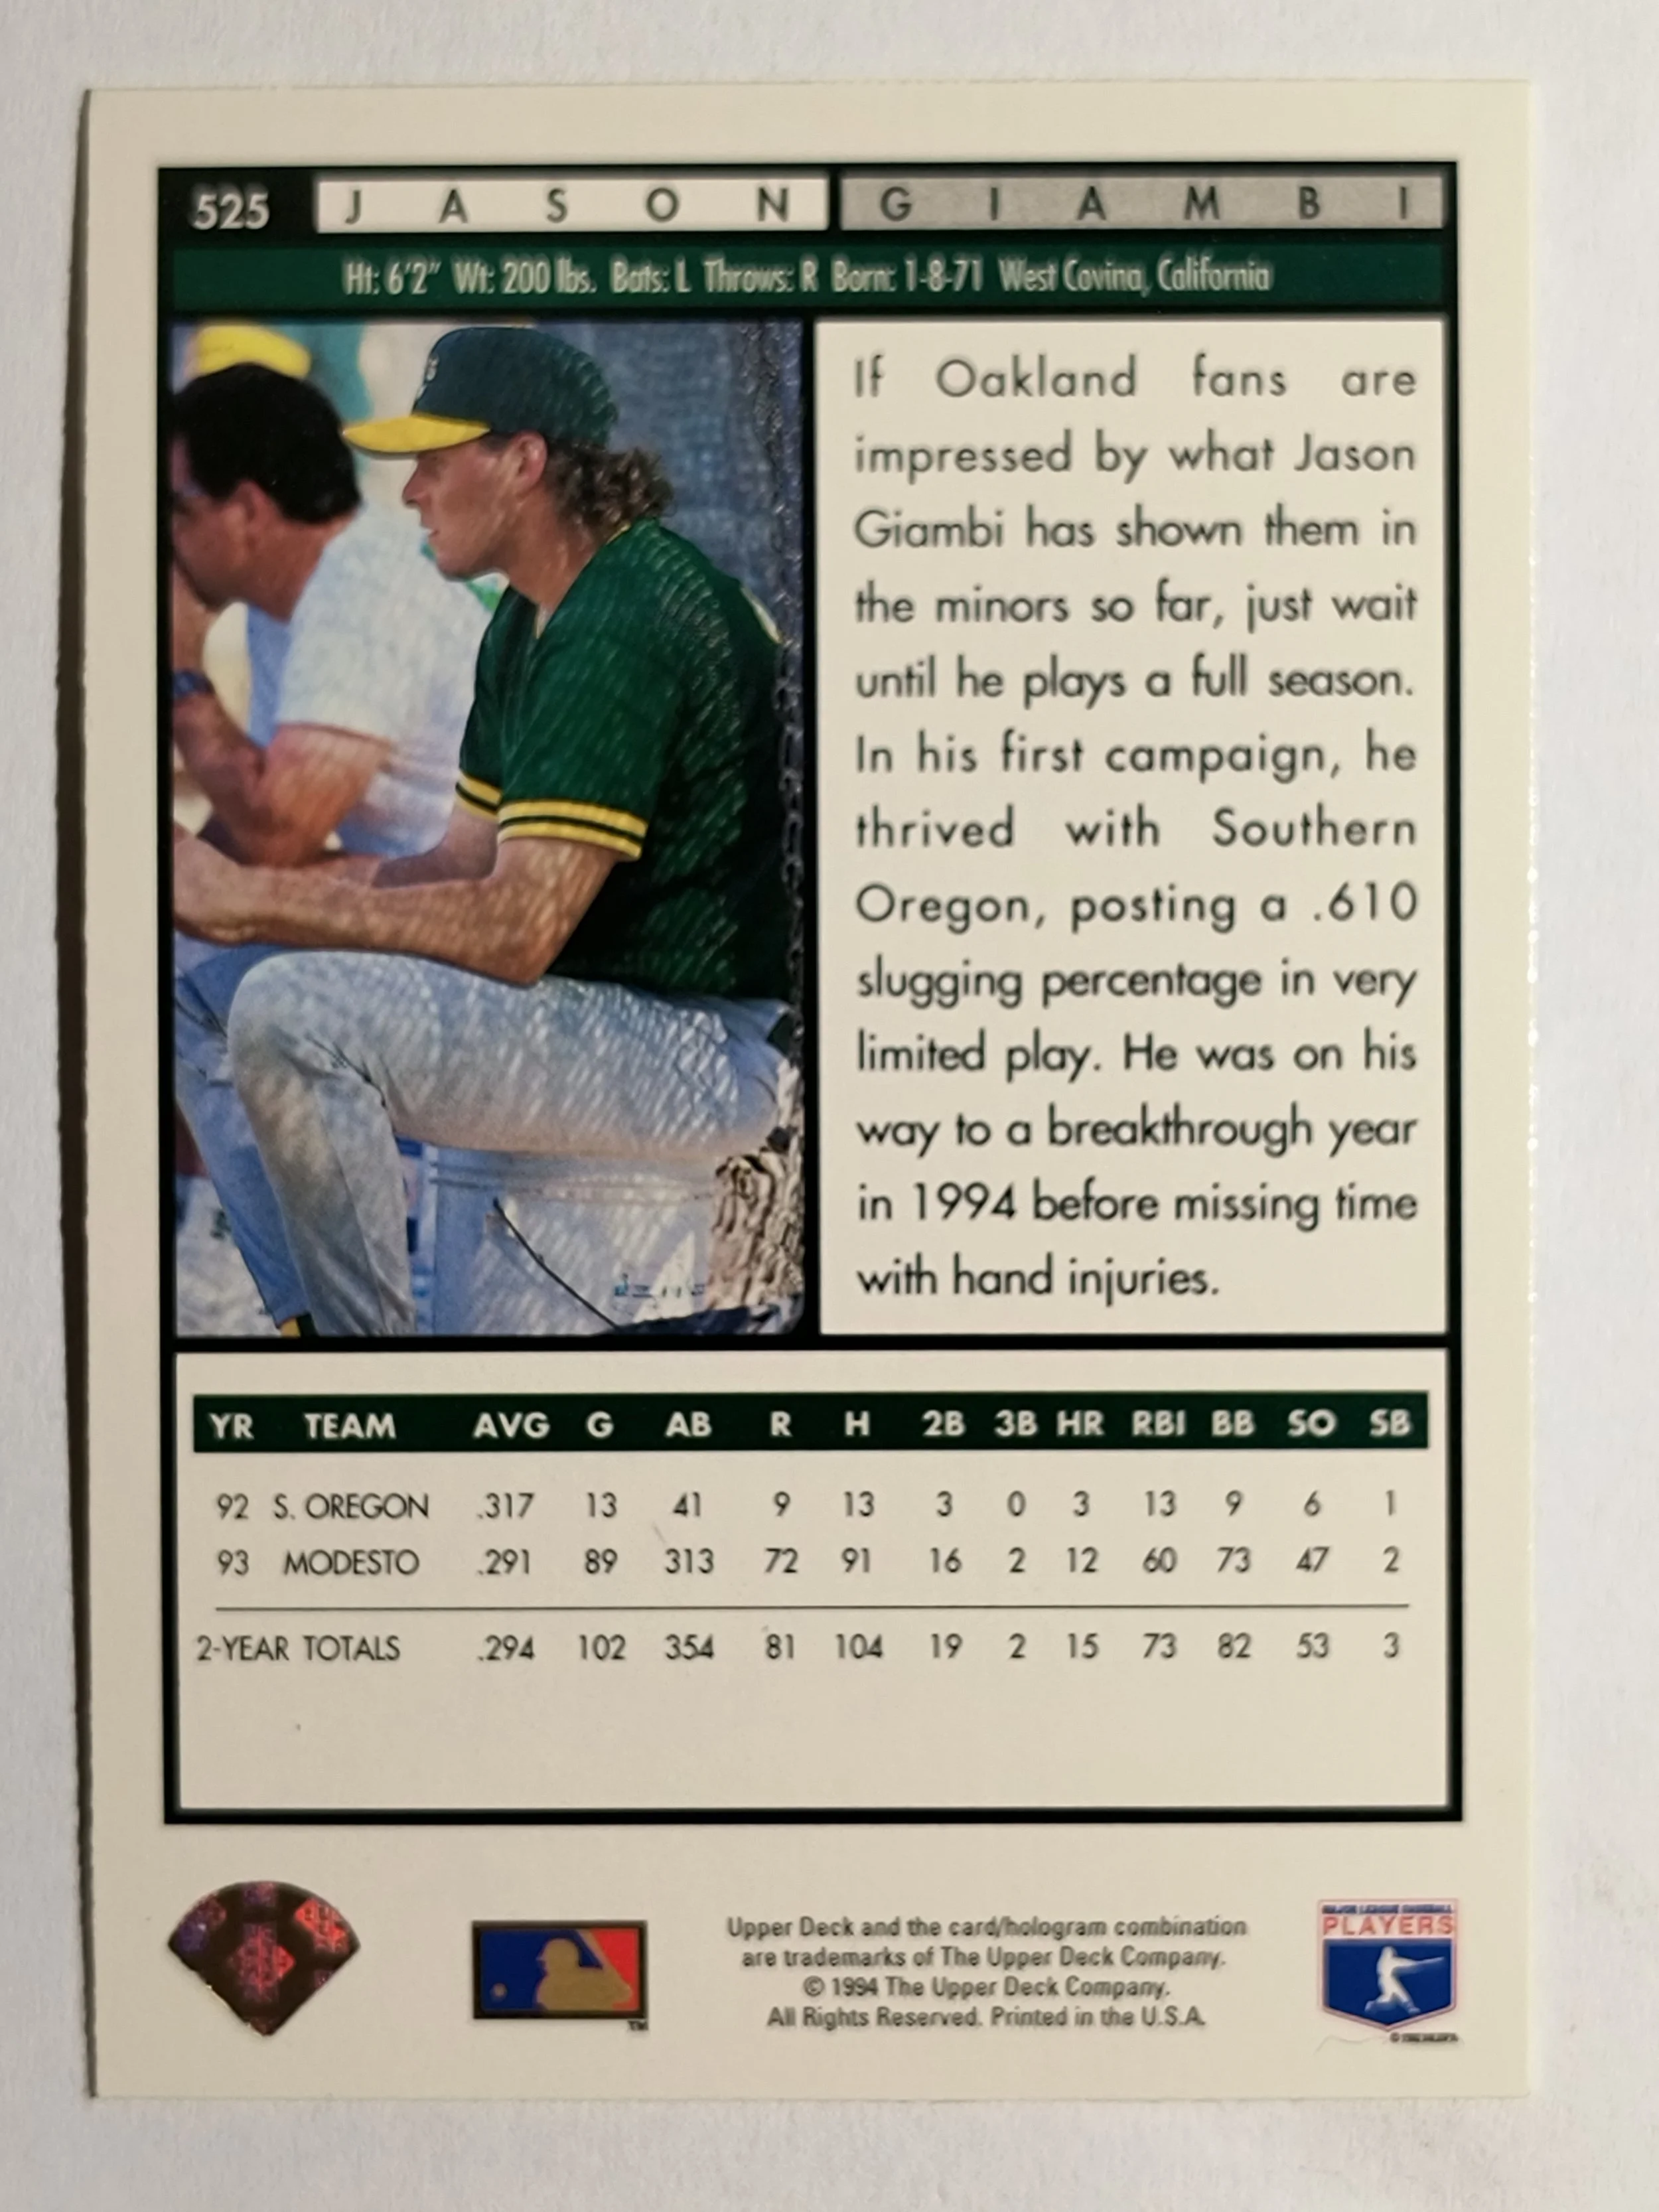 525 JASON GIAMBI
Ht: 6'2" Wt: 200 lbs. Bats: L Throws: R Born: 1-8-71 West Covina, California
If Oakland fans are
impressed by what Jason
Giambi has shown them in
the minors so far, just wait
until he plays a full season.
In his first campaign, he
thrived with Southern
Oregon, posting a .610
slugging percentage in very
limited play. He was on his
way to a breakthrough year
in 1994 before missing time
with hand injuries.
YR TEAM AVG G AB R H 2B 3B HR RBI BB SO SB
92 S. OREGON .317 13 41 9 13 3 0 3 13 9 6 1
93 MODESTO .291 89 313 72 91 16 2 12 60 73 47 2
2-YEAR TOTALS .294 102 354 81 104 19 2 15 73 82 53 3
Upper Deck and the card/hologram combination
are trademarks of The Upper Deck Company.
© 1994 The Upper Deck Company.
All Rights Reserved. Printed in the U.S.A.
TM
MAJOR LEAGUE BASEBALL
PLAYERS